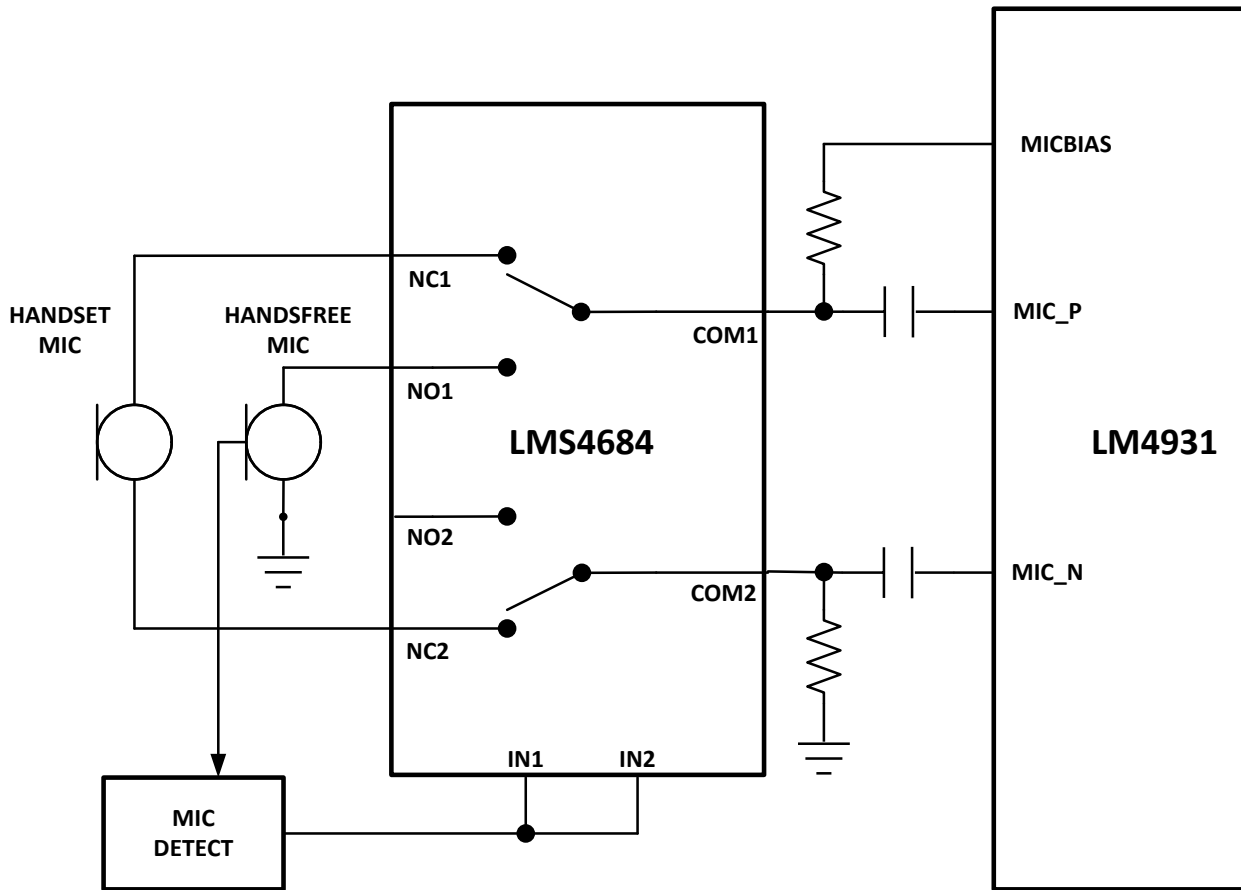 MICBIAS
HANDSET
MIC
HANDSFREE
MIC
NC1
COM1
MIC_P
NO1
LMS4684
LM4931
NO2
COM2
MIC_N
NC2
IN1
IN2
MIC
DETECT